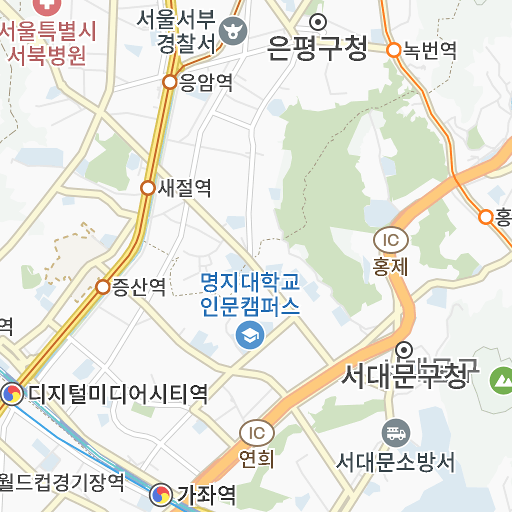 서울특별시
서북병원
서울서부
경찰서
은평구청
녹번역
응암역
새절역
홍
IC
홍제
명지대학교
인문캠퍼스
증산역
역
서대문구청
디지털미디어시티역
IC
연희
서대문소방서
월드컵경기장역
가좌역